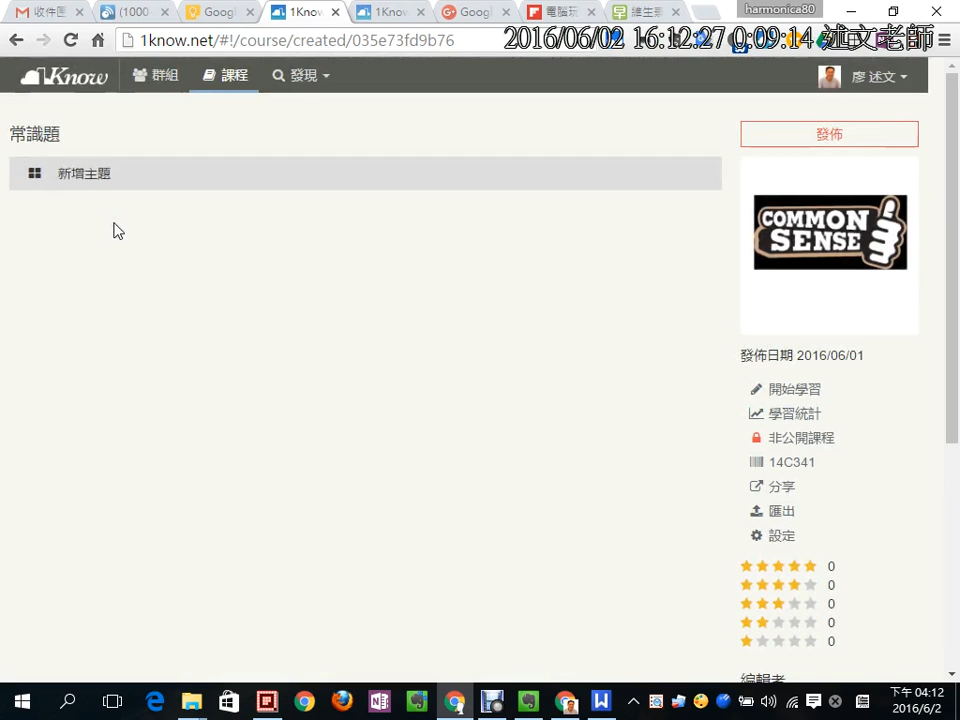 收件匣
(1000
Googl
1Know
1Know
Googl
電腦玩
維生素
harmonica80
1know.net/#!/course/created/035e73fd9b76
2016/06/02 16:12:27 0:09:14 述文老師
1Know
群組
課程
發現
廖 述文
常識題
發佈
新增主題
COMMON
SENSE
發佈日期 2016/06/01
開始學習
學習統計
非公開課程
14C341
分享
匯出
設定
0
0
0
0
0
編輯者
下午 04:12
2016/6/2